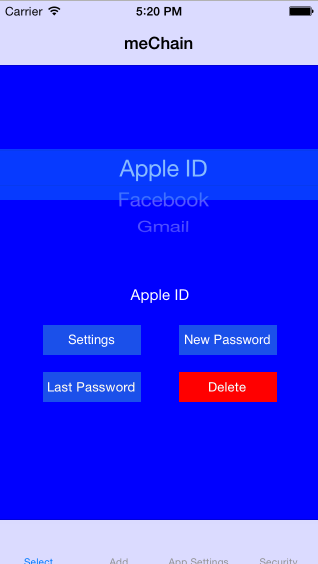 Carrier 5:20 PM
meChain
Apple ID
Facebook
Gmail
Apple ID
Settings New Password
Last Password Delete
Select Add App Settings Security